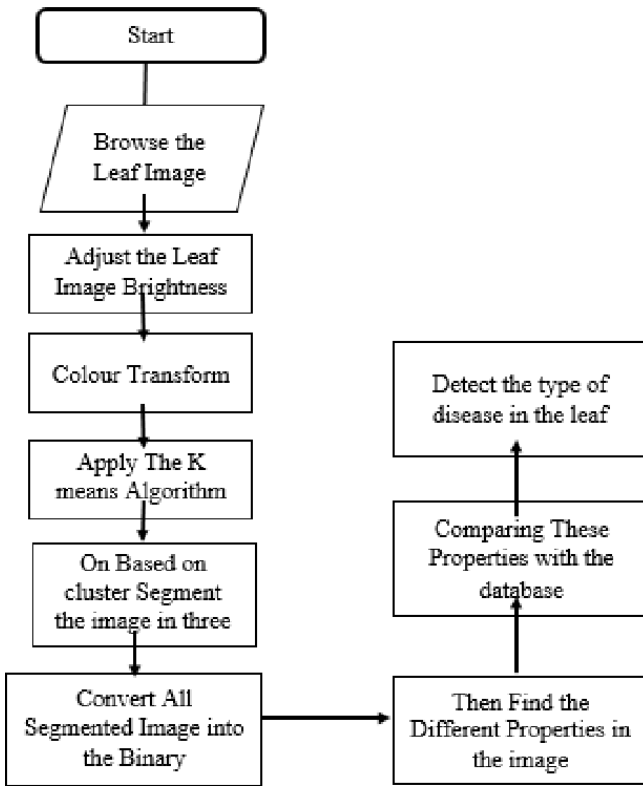 Start
Browse the
Leaf Image
Adjust the Leaf
Image Brightness
Colour Transform
Apply The K
means Algorithm
On Based on
cluster Segment
the image in three
Convert All
Segmented Image into
the Binary
Then Find the
Different Properties in
the image
Comparing These
Properties with the
database
Detect the type of
disease in the leaf